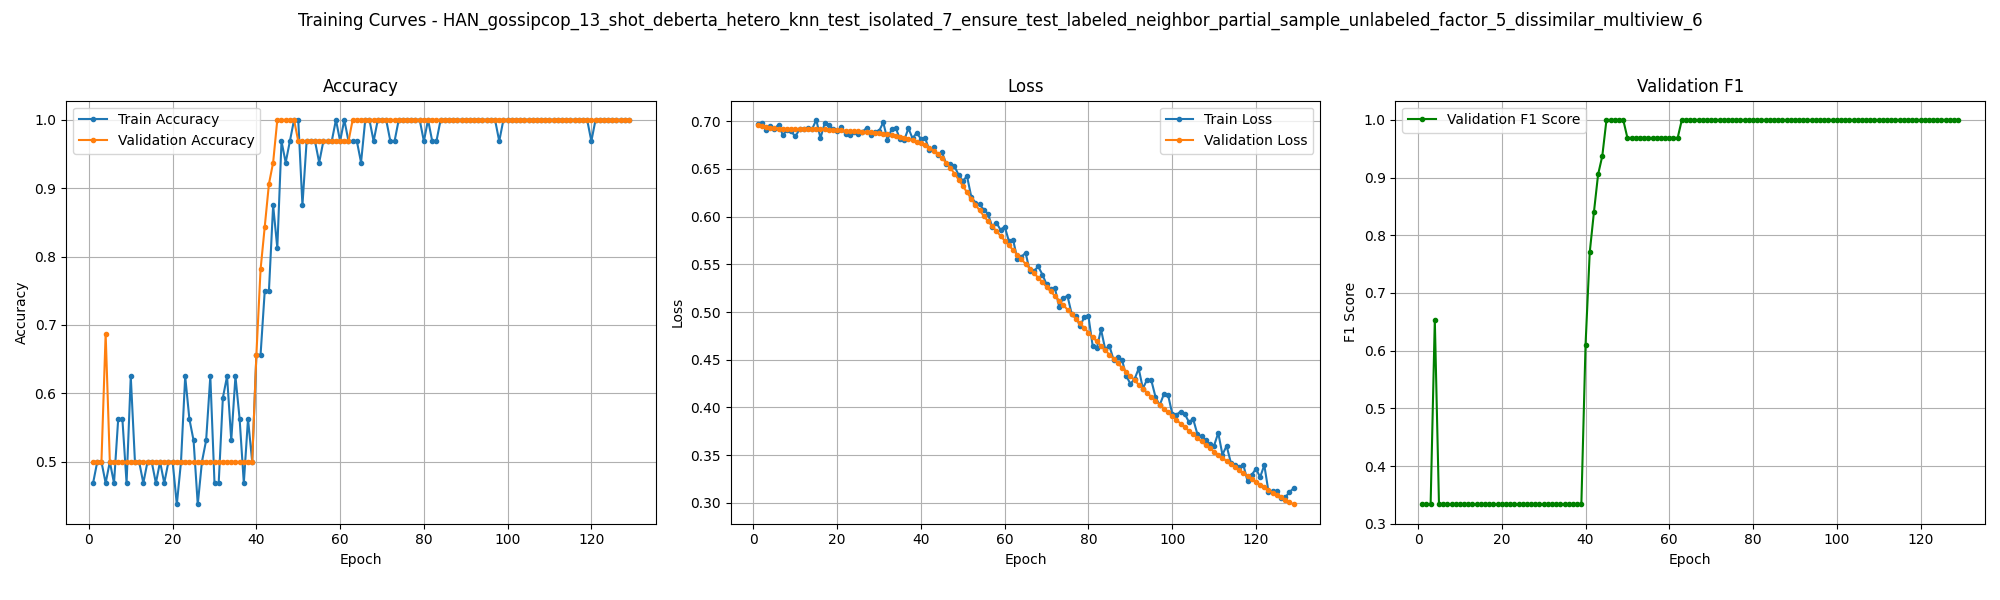 Training Curves - HAN_gossipcop_13_shot_deberta_hetero_knn_test_isolated_7_ensure_test_labeled_neighbor_partial_sample_unlabeled_factor_5_dissimilar_multiview_6
Accuracy
Train Accuracy
Validation Accuracy
Accuracy
1.0
0.9
0.8
0.7
0.6
0.5
0 20 40 60 80 100 120
Epoch
Loss
Train Loss
Validation Loss
Loss
0.70
0.65
0.60
0.55
0.50
0.45
0.40
0.35
0.30
0 20 40 60 80 100 120
Epoch
Validation F1
Validation F1 Score
F1 Score
1.0
0.9
0.8
0.7
0.6
0.5
0.4
0.3
0 20 40 60 80 100 120
Epoch